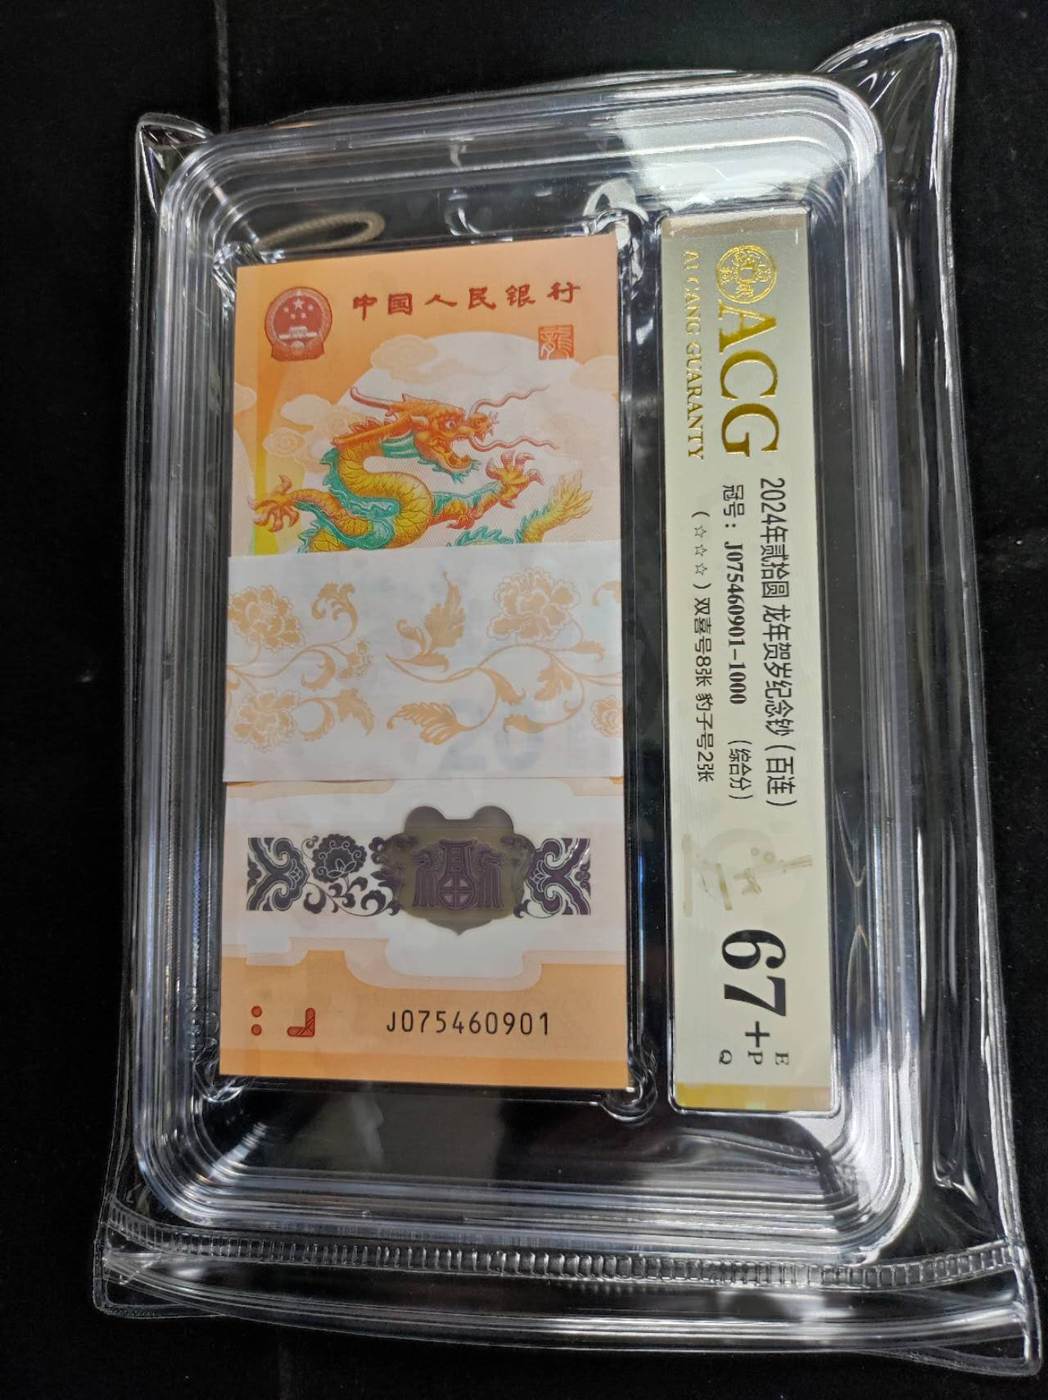 中国人民银行
J075460901
ACG
AI CANG GUARANTY
2024年贰拾圆 龙年贺岁纪念钞（百连）
冠号：J075460901-1000 （综合分）
（☆☆☆）双喜号8张 豹子号2张
67+
E
P
Q